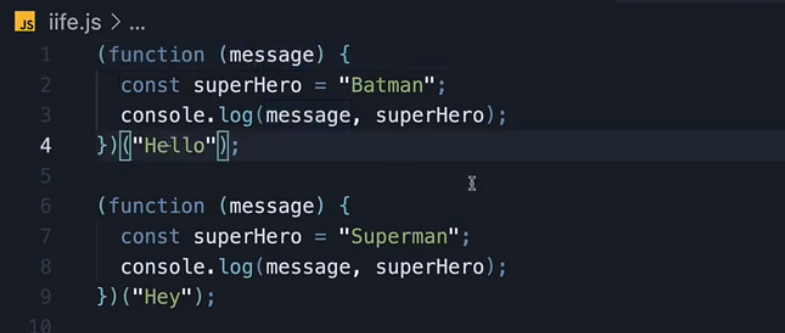 JS iife.js > ...
1 (function (message) {
2 const superHero = "Batman";
3 console.log(message, superHero);
4 })("Hello");
5
6 (function (message) {
7 const superHero = "Superman";
8 console.log(message, superHero);
9 })("Hey");
10